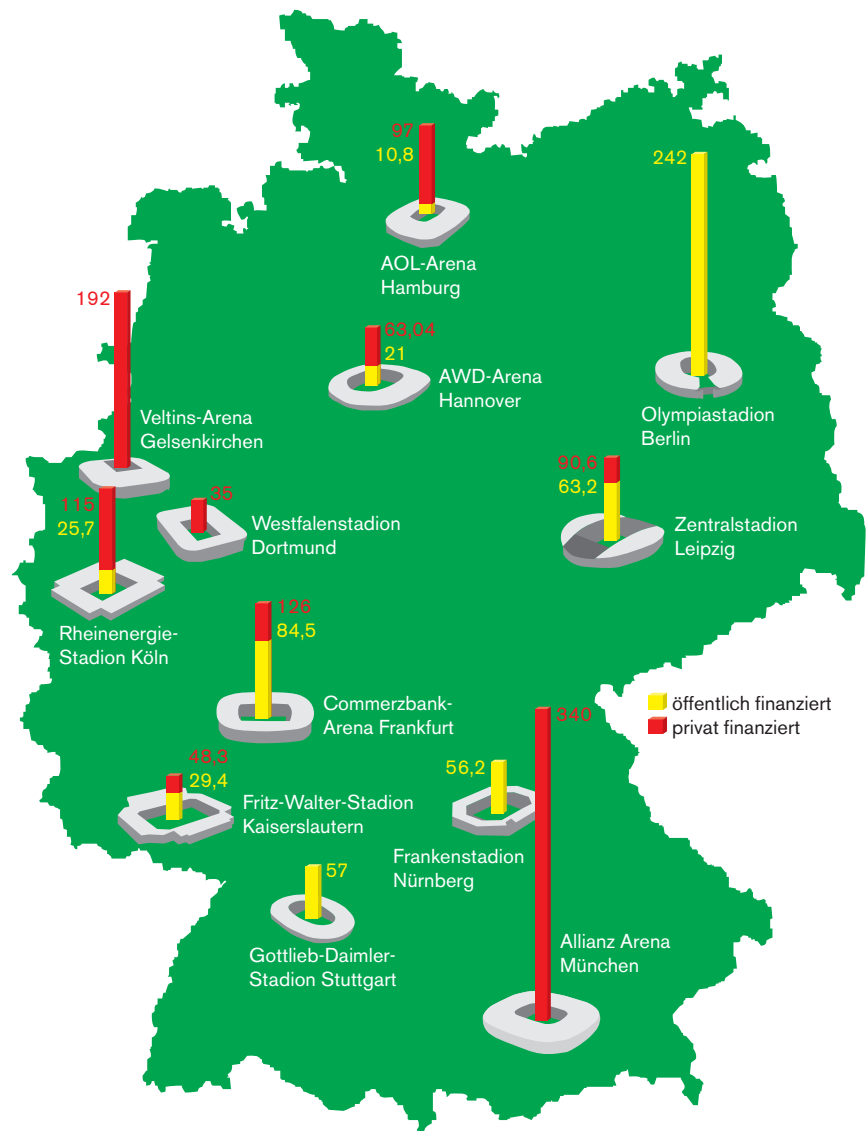 97
10,8
AOL-Arena
Hamburg
242
Olympiastadion
Berlin
192
Veltins-Arena
Gelsenkirchen
63,04
21
AWD-Arena
Hannover
115
25,7
Rheinenergie-
Stadion Köln
35
Westfalenstadion
Dortmund
90,6
63,2
Zentralstadion
Leipzig
126
84,5
Commerzbank-
Arena Frankfurt
öffentlich finanziert
privat finanziert
48,3
29,4
Fritz-Walter-Stadion
Kaiserslautern
56,2
Frankenstadion
Nürnberg
340
Allianz Arena
München
57
Gottlieb-Daimler-
Stadion Stuttgart